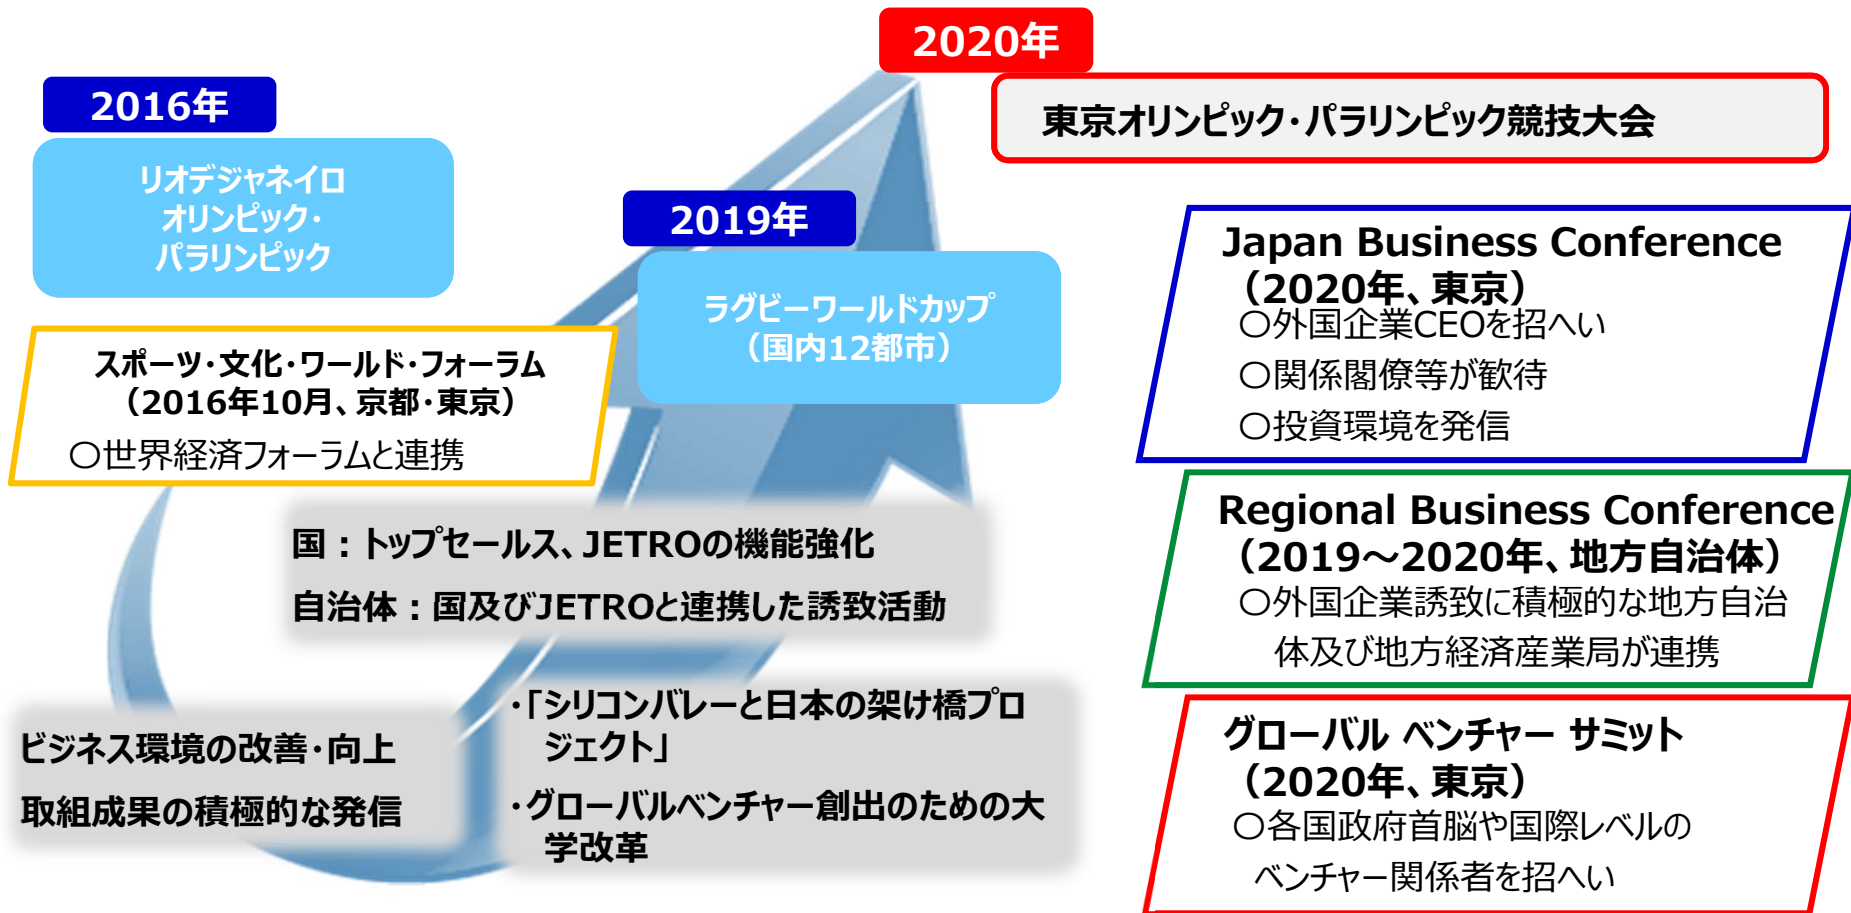 2016年
リオデジャネイロ
オリンピック・
パラリンピック
スポーツ・文化・ワールド・フォーラム
（2016年10月、京都・東京）
〇世界経済フォーラムと連携
2019年
ラグビーワールドカップ
（国内12都市）
2020年
東京オリンピック・パラリンピック競技大会
国：トップセールス、JETROの機能強化
自治体：国及びJETROと連携した誘致活動
ビジネス環境の改善・向上
取組成果の積極的な発信
・「シリコンバレーと日本の架け橋プロ
ジェクト」
・グローバルベンチャー創出のための大
学改革
Japan Business Conference
（2020年、東京）
〇外国企業CEOを招へい
〇関係閣僚等が歓待
〇投資環境を発信
Regional Business Conference
（2019～2020年、地方自治体）
〇外国企業誘致に積極的な地方自治
体及び地方経済産業局が連携
グローバル ベンチャー サミット
（2020年、東京）
〇各国政府首脳や国際レベルの
ベンチャー関係者を招へい